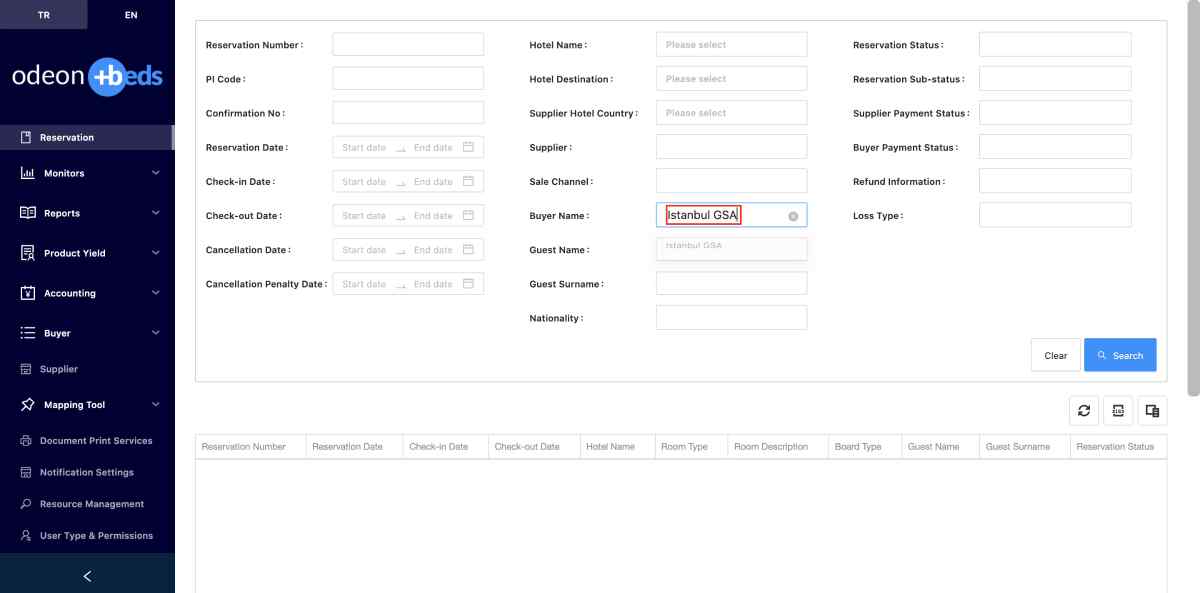 TR
EN
odeon +beds
Reservation
Monitors
Reports
Product Yield
Accounting
Buyer
Supplier
Mapping Tool
Document Print Services
Notification Settings
Resource Management
User Type & Permissions
Reservation Number :
PI Code :
Confirmation No :
Reservation Date :
Start date
End date
Check-in Date :
Start date
End date
Check-out Date :
Start date
End date
Cancellation Date :
Start date
End date
Cancellation Penalty Date :
Start date
End date
Hotel Name :
Please select
Hotel Destination :
Please select
Supplier Hotel Country :
Please select
Supplier :
Sale Channel :
Buyer Name :
Istanbul GSA
Istanbul GSA
Guest Name :
Guest Surname :
Nationality :
Reservation Status :
Reservation Sub-status :
Supplier Payment Status :
Buyer Payment Status :
Refund Information :
Loss Type :
Clear
Search
Reservation Number
Reservation Date
Check-in Date
Check-out Date
Hotel Name
Room Type
Room Description
Board Type
Guest Name
Guest Surname
Reservation Status